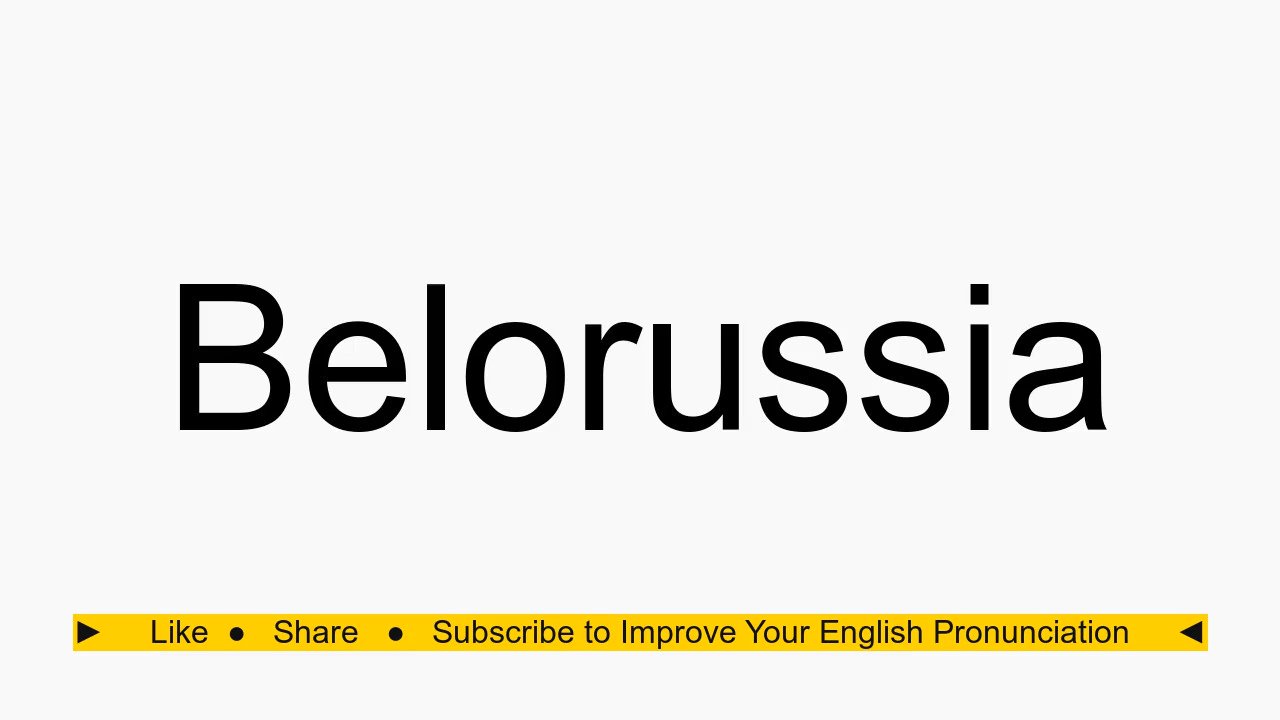 Belorussia
► Like ● Share ● Subscribe to Improve Your English Pronunciation ◄